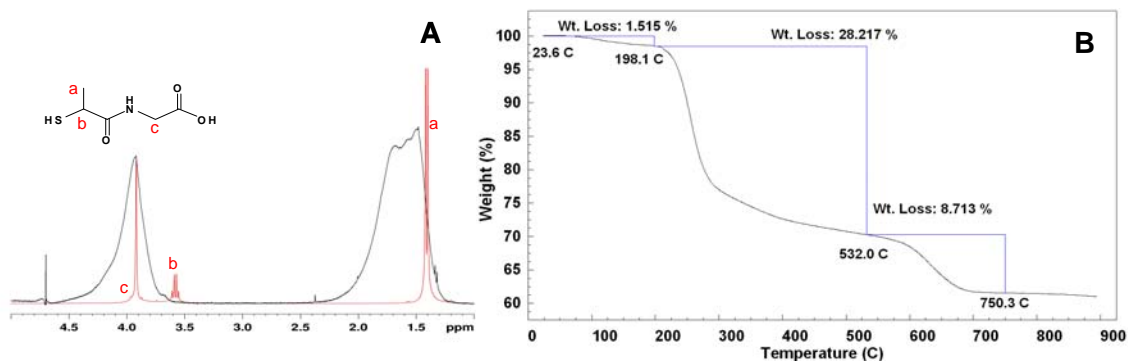 A
a
HS
b
O
NH
c
O
OH
a
b
c
4.5
4.0
3.5
3.0
2.5
2.0
1.5
ppm
B
Wt. Loss: 1.515 %
Wt. Loss: 28.217 %
23.6 C
198.1 C
Wt. Loss: 8.713 %
532.0 C
750.3 C
Weight (%)
100
95
90
85
80
75
70
65
60
0
100
200
300
400
500
600
700
800
900
Temperature (C)